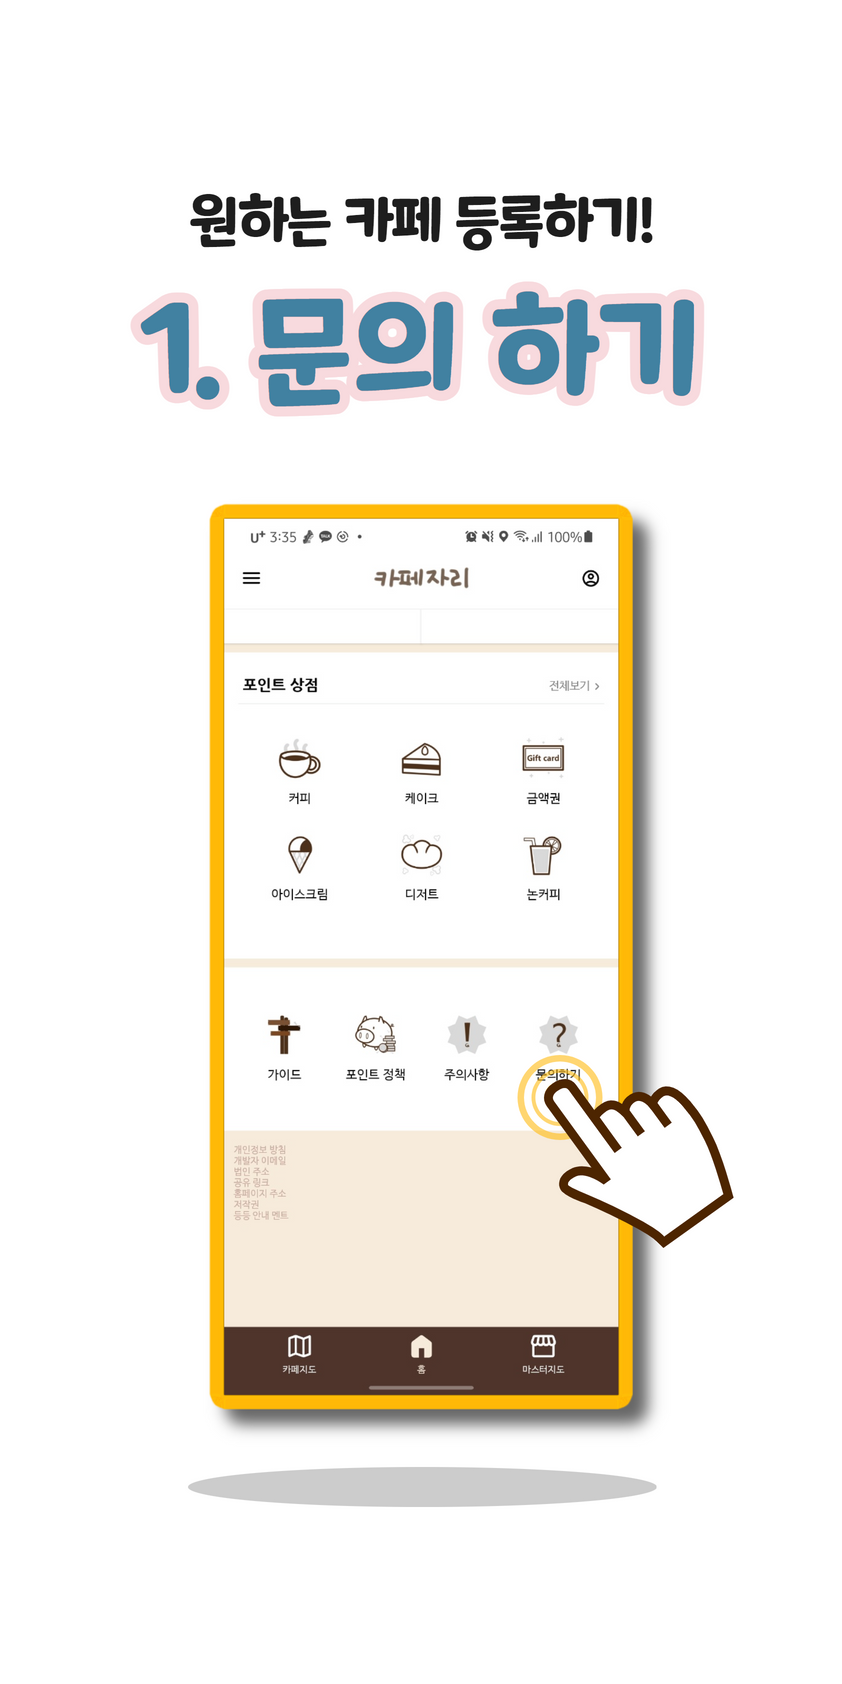 원하는 카페 등록하기!
1. 문의 하기
U+ 3:35 100%
카페자리
포인트 상점 전체보기 >
Gift card
커피 케이크 금액권
아이스크림 디저트 논커피
! ?
가이드 포인트 정책 주의사항 문의하기
개인정보 방침
개발자 이메일
법인 주소
공유 링크
홈페이지 주소
저작권
등등 안내 멘트
카페지도 홈 마스터지도